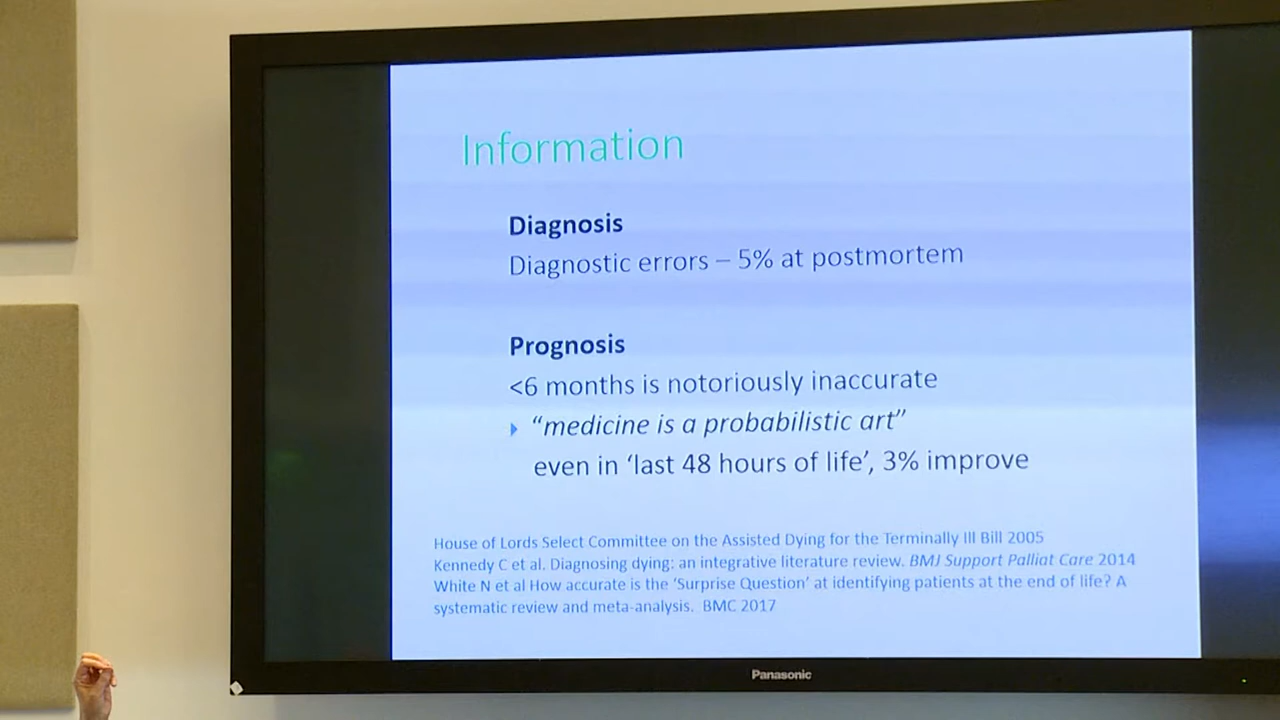 Information
Diagnosis
Diagnostic errors – 5% at postmortem
Prognosis
<6 months is notoriously inaccurate
“medicine is a probabilistic art”
even in ‘last 48 hours of life’, 3% improve
House of Lords Select Committee on the Assisted Dying for the Terminally Ill Bill 2005
Kennedy C et al. Diagnosing dying: an integrative literature review. BMJ Support Palliat Care 2014
White N et al How accurate is the ‘Surprise Question’ at identifying patients at the end of life? A
systematic review and meta-analysis.  BMC 2017
Panasonic